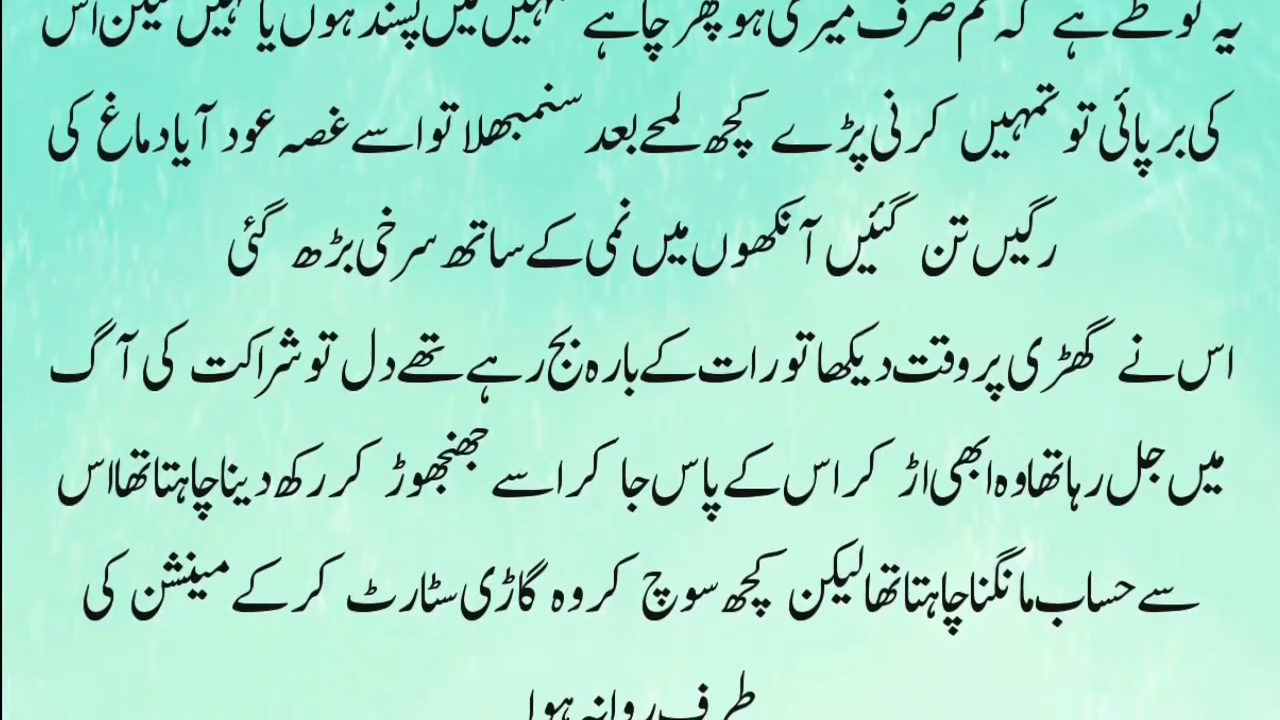 یہ تو طے ہے کہ تم صرف میری ہو پھر چاہے تمہیں میں پسند ہوں یا نہیں لیکن اس
کی برپائی تو تمہیں کرنی پڑے کچھ لمحے بعد سنمبھلا تو اسے غصہ عود آیا دماغ کی
رگیں تن گئیں آنکھوں میں نمی کے ساتھ سرخی بڑھ گئی
اس نے گھڑی پر وقت دیکھا تو رات کے بارہ بج رہے تھے دل تو شراکت کی آگ
میں جل رہا تھا وہ ابھی اڑ کر اس کے پاس جا کر اسے جھنجھوڑ کر رکھ دینا چاہتا تھا اس
سے حساب مانگنا چاہتا تھا لیکن کچھ سوچ کر وہ گاڑی سٹارٹ کر کے مینشن کی
طرف روانہ ہوا